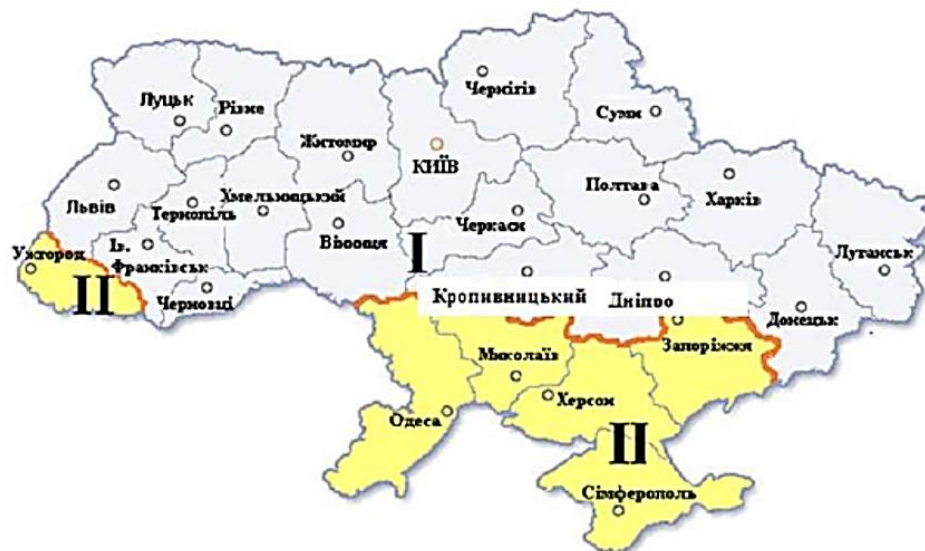 Чернігів
Луцьк
Рівне
Суми
Житомир
КИЇВ
Полтава
Харків
Львів
Тернопіль
Хмельницький
Черкаси
Вінниця
Луганськ
Ужгород
Ів.
Франківськ
I
II
Чернівці
Кропивницький
Дніпро
Донецьк
Запоріжжя
Миколаїв
Херсон
Одеса
II
Сімферополь